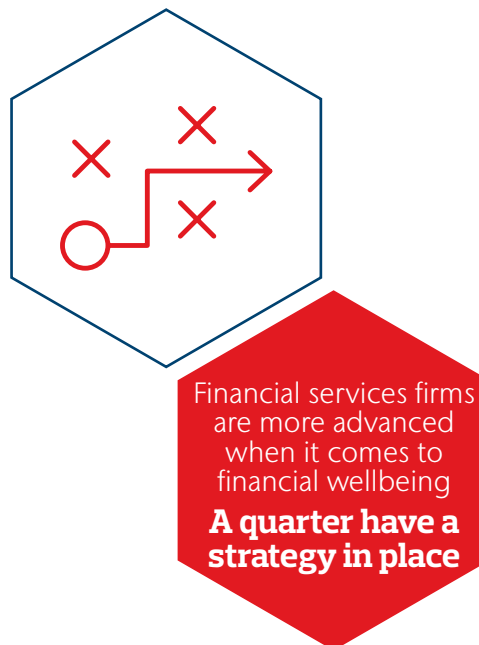 Financial services firms
are more advanced
when it comes to
financial wellbeing
A quarter have a
strategy in place